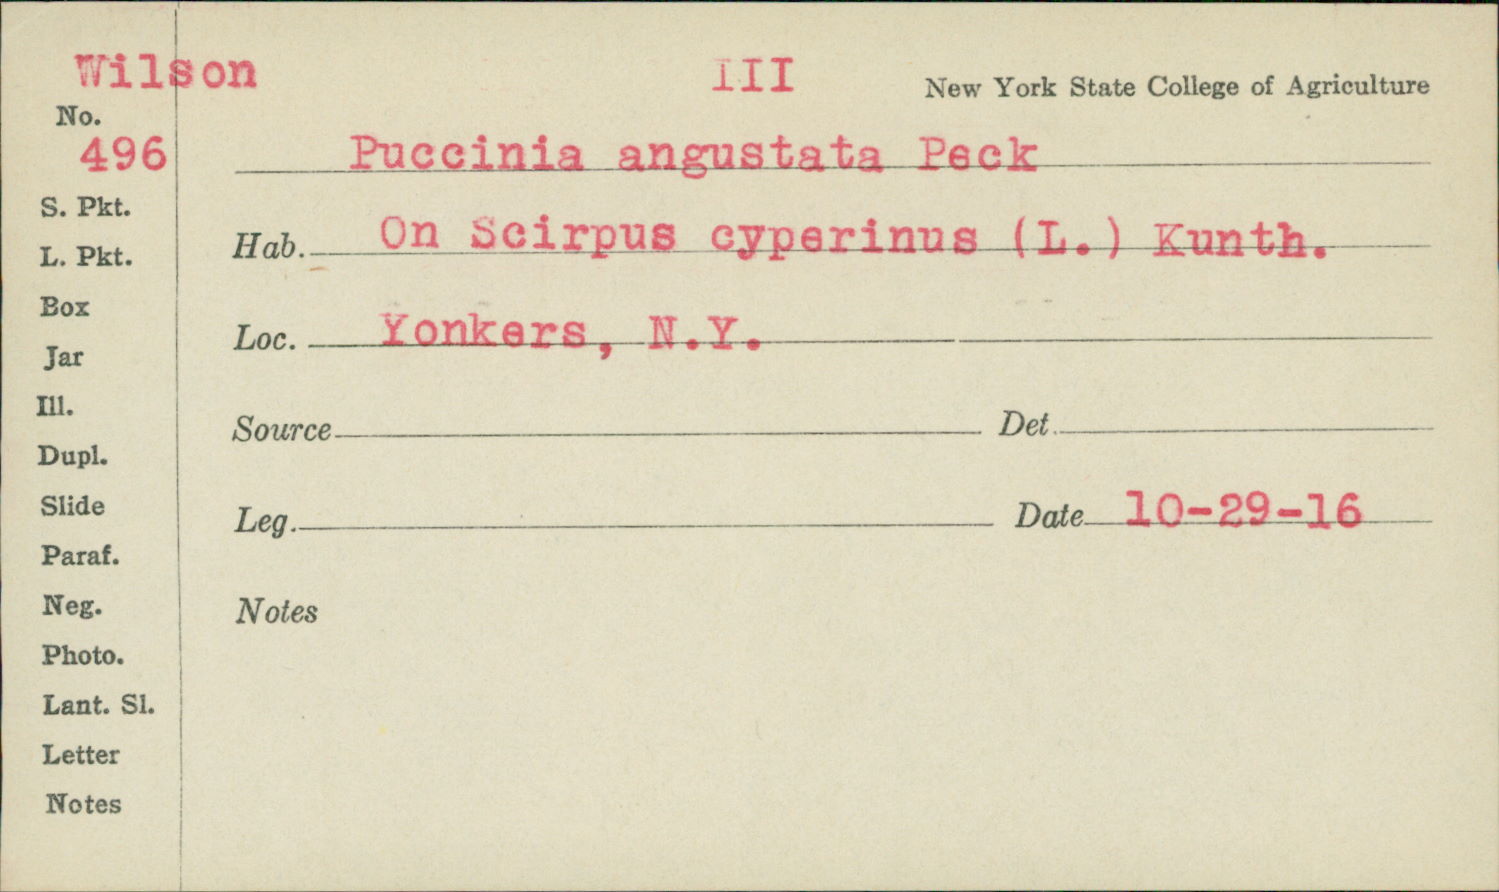 Wilson III New York State College of Agriculture
No.
496 Puccinia angustata Peck
S. Pkt.
Hab. On Scirpus cyperinus (L.) Kunth.
L. Pkt.
Box
Loc. Yonkers, N.Y.
Jar
Ill.
Source Det.
Dupl.
Slide
Leg. Date 10-29-16
Paraf.
Neg.
Notes
Photo.
Lant. Sl.
Letter
Notes